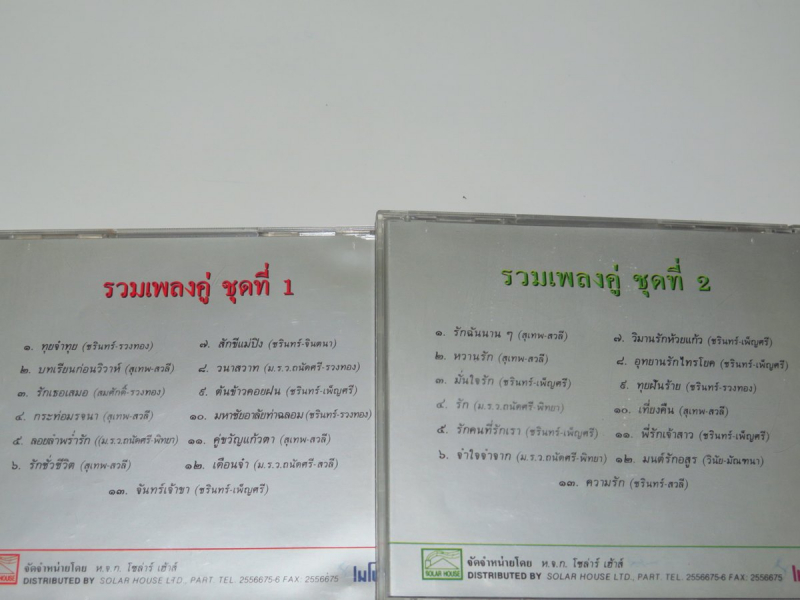 รวมเพลงคู่ ชุดที่ 1
๑. ทุยจ๋าทุย (ชรินทร์-รวงทอง)
๒. บทเรียนก่อนวิวาห์ (สุเทพ-สวลี)
๓. รักเธอเสมอ (สมศักดิ์-รวงทอง)
๔. กระท่อมรจนา (สุเทพ-สวลี)
๕. ลอยลำพร่ำรัก ((ม.ร.ว.ถนัดศรี-พิทยา)
๖. รักชั่วชีวิต (สุเทพ-สวลี)
๗. สักขีแม่ปิง (ชรินทร์-จินตนา)
๘. วนาสวาท (ม.ร.ว.ถนัดศรี-รวงทอง)
๙. ต้นข้าวคอยฝน (ชรินทร์-เพ็ญศรี)
๑๐. มหาชัยอาลัยท่าฉลอม (ชรินทร์-รวงทอง)
๑๑. คู่ขวัญแก้วตา (สุเทพ-สวลี)
๑๒. เดือนจ๋า (ม.ร.ว.ถนัดศรี-สวลี)
๑๓. จันทร์เจ้าขา (ชรินทร์-เพ็ญศรี)
SOLAR HOUSE
จัดจำหน่ายโดย ห.จ.ก. โซล่าร์ เฮ้าส์
DISTRIBUTED BY SOLAR HOUSE LTD., PART. TEL. 2556675-6 FAX: 2556675
รวมเพลงคู่ ชุดที่ 2
๑. รักฉันนาน ๆ (สุเทพ-สวลี)
๒. หวานรัก (สุเทพ-สวลี)
๓. มั่นใจรัก (ชรินทร์-เพ็ญศรี)
๔. รัก (ม.ร.ว.ถนัดศรี-พิทยา)
๕. รักคนที่รักเรา (ชรินทร์-เพ็ญศรี)
๖. จำใจจำจาก (ม.ร.ว.ถนัดศรี-พิทยา)
๗. วิมานรักห้วยแก้ว (ชรินทร์-เพ็ญศรี)
๘. อุทยานรักไทรโยค (ชรินทร์-เพ็ญศรี)
๙. ทุยฝันร้าย (ชรินทร์-รวงทอง)
๑๐. เที่ยงคืน (สุเทพ-สวลี)
๑๑. พี่รักเจ้าสาว (ชรินทร์-เพ็ญศรี)
๑๒. มนต์รักอสูร (วินัย-มัณฑนา)
๑๓. ความรัก (ชรินทร์-สวลี)
SOLAR HOUSE
จัดจำหน่ายโดย ห.จ.ก. โซล่าร์ เฮ้าส์
DISTRIBUTED BY SOLAR HOUSE LTD., PART. TEL. 2556675-6 FAX: 2556675